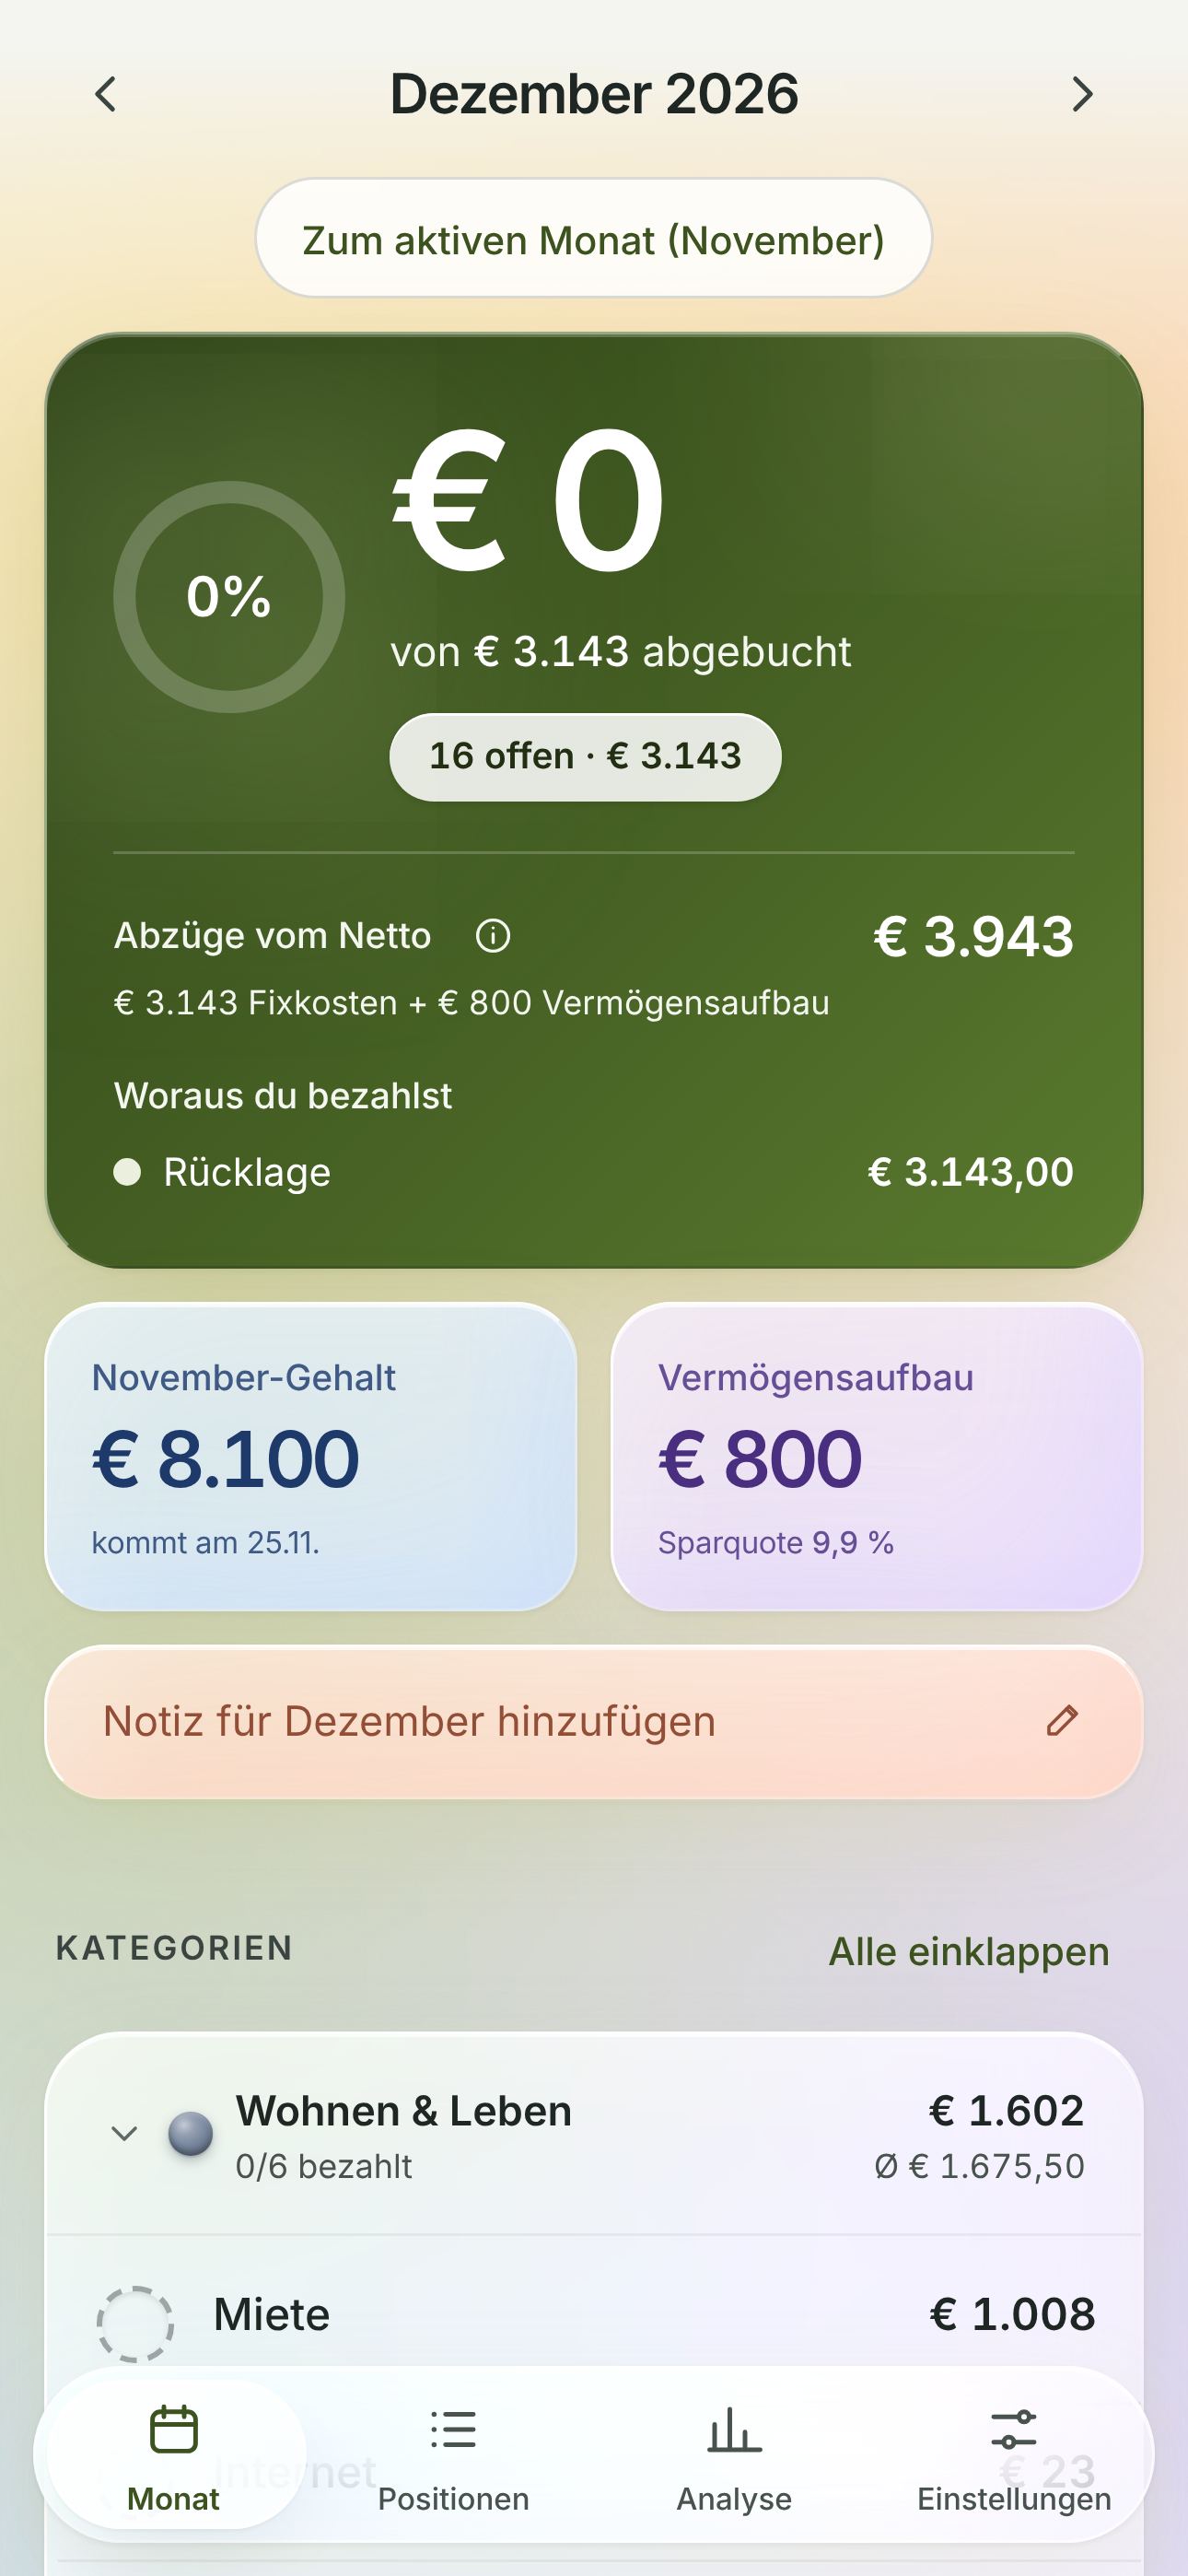 Dezember 2026
Zum aktiven Monat (November)
€ 0
0%
von € 3.143 abgebucht
16 offen · € 3.143
Abzüge vom Netto € 3.943
€ 3.143 Fixkosten + € 800 Vermögensaufbau
Woraus du bezahlst
Rücklage € 3.143,00
November-Gehalt
€ 8.100
kommt am 25.11.
Vermögensaufbau
€ 800
Sparquote 9,9 %
Notiz für Dezember hinzufügen
KATEGORIEN Alle einklappen
Wohnen & Leben € 1.602
0/6 bezahlt Ø € 1.675,50
Miete € 1.008
Internet € 23
Monat Positionen Analyse Einstellungen